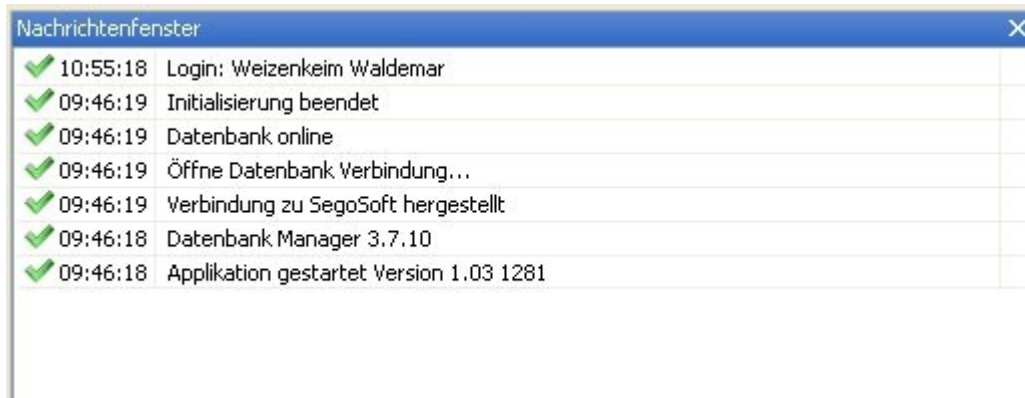 Nachrichtenfenster
10:55:18 Login: Weizenkeim Waldemar
09:46:19 Initialisierung beendet
09:46:19 Datenbank online
09:46:19 Öffne Datenbank Verbindung...
09:46:19 Verbindung zu SegoSoft hergestellt
09:46:18 Datenbank Manager 3.7.10
09:46:18 Applikation gestartet Version 1.03 1281